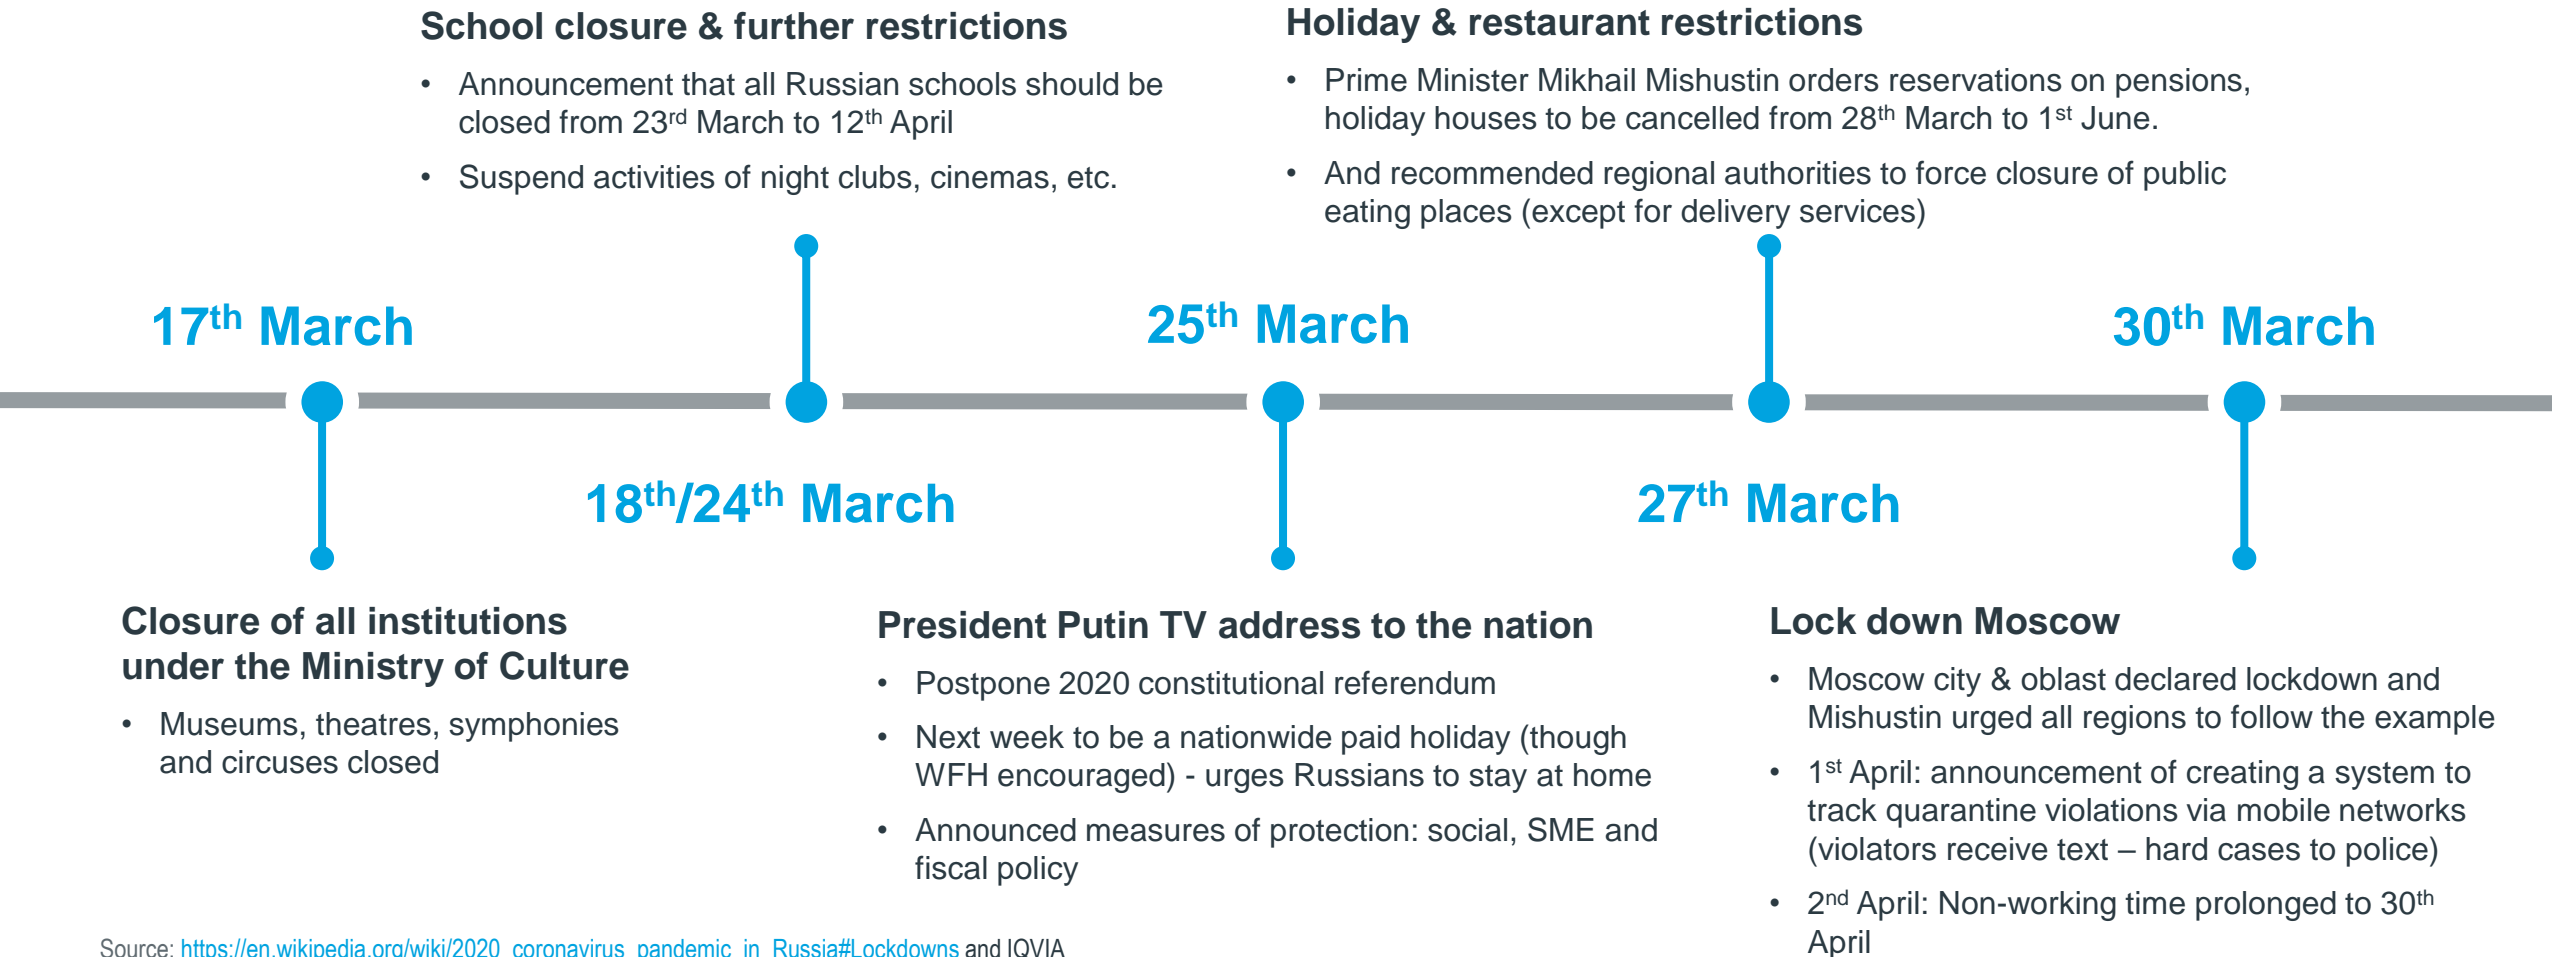 School closure & further restrictions
• Announcement that all Russian schools should be
closed from 23rd March to 12th April
• Suspend activities of night clubs, cinemas, etc.
Holiday & restaurant restrictions
• Prime Minister Mikhail Mishustin orders reservations on pensions,
holiday houses to be cancelled from 28th March to 1st June.
• And recommended regional authorities to force closure of public
eating places (except for delivery services)
17th March
25th March
30th March
18th/24th March
27th March
Closure of all institutions
under the Ministry of Culture
• Museums, theatres, symphonies
and circuses closed
President Putin TV address to the nation
• Postpone 2020 constitutional referendum
• Next week to be a nationwide paid holiday (though
WFH encouraged) - urges Russians to stay at home
• Announced measures of protection: social, SME and
fiscal policy
Lock down Moscow
• Moscow city & oblast declared lockdown and
Mishustin urged all regions to follow the example
• 1st April: announcement of creating a system to
track quarantine violations via mobile networks
(violators receive text – hard cases to police)
• 2nd April: Non-working time prolonged to 30th
April
Source: https://en.wikipedia.org/wiki/2020_coronavirus_pandemic_in_Russia#Lockdowns and IQVIA